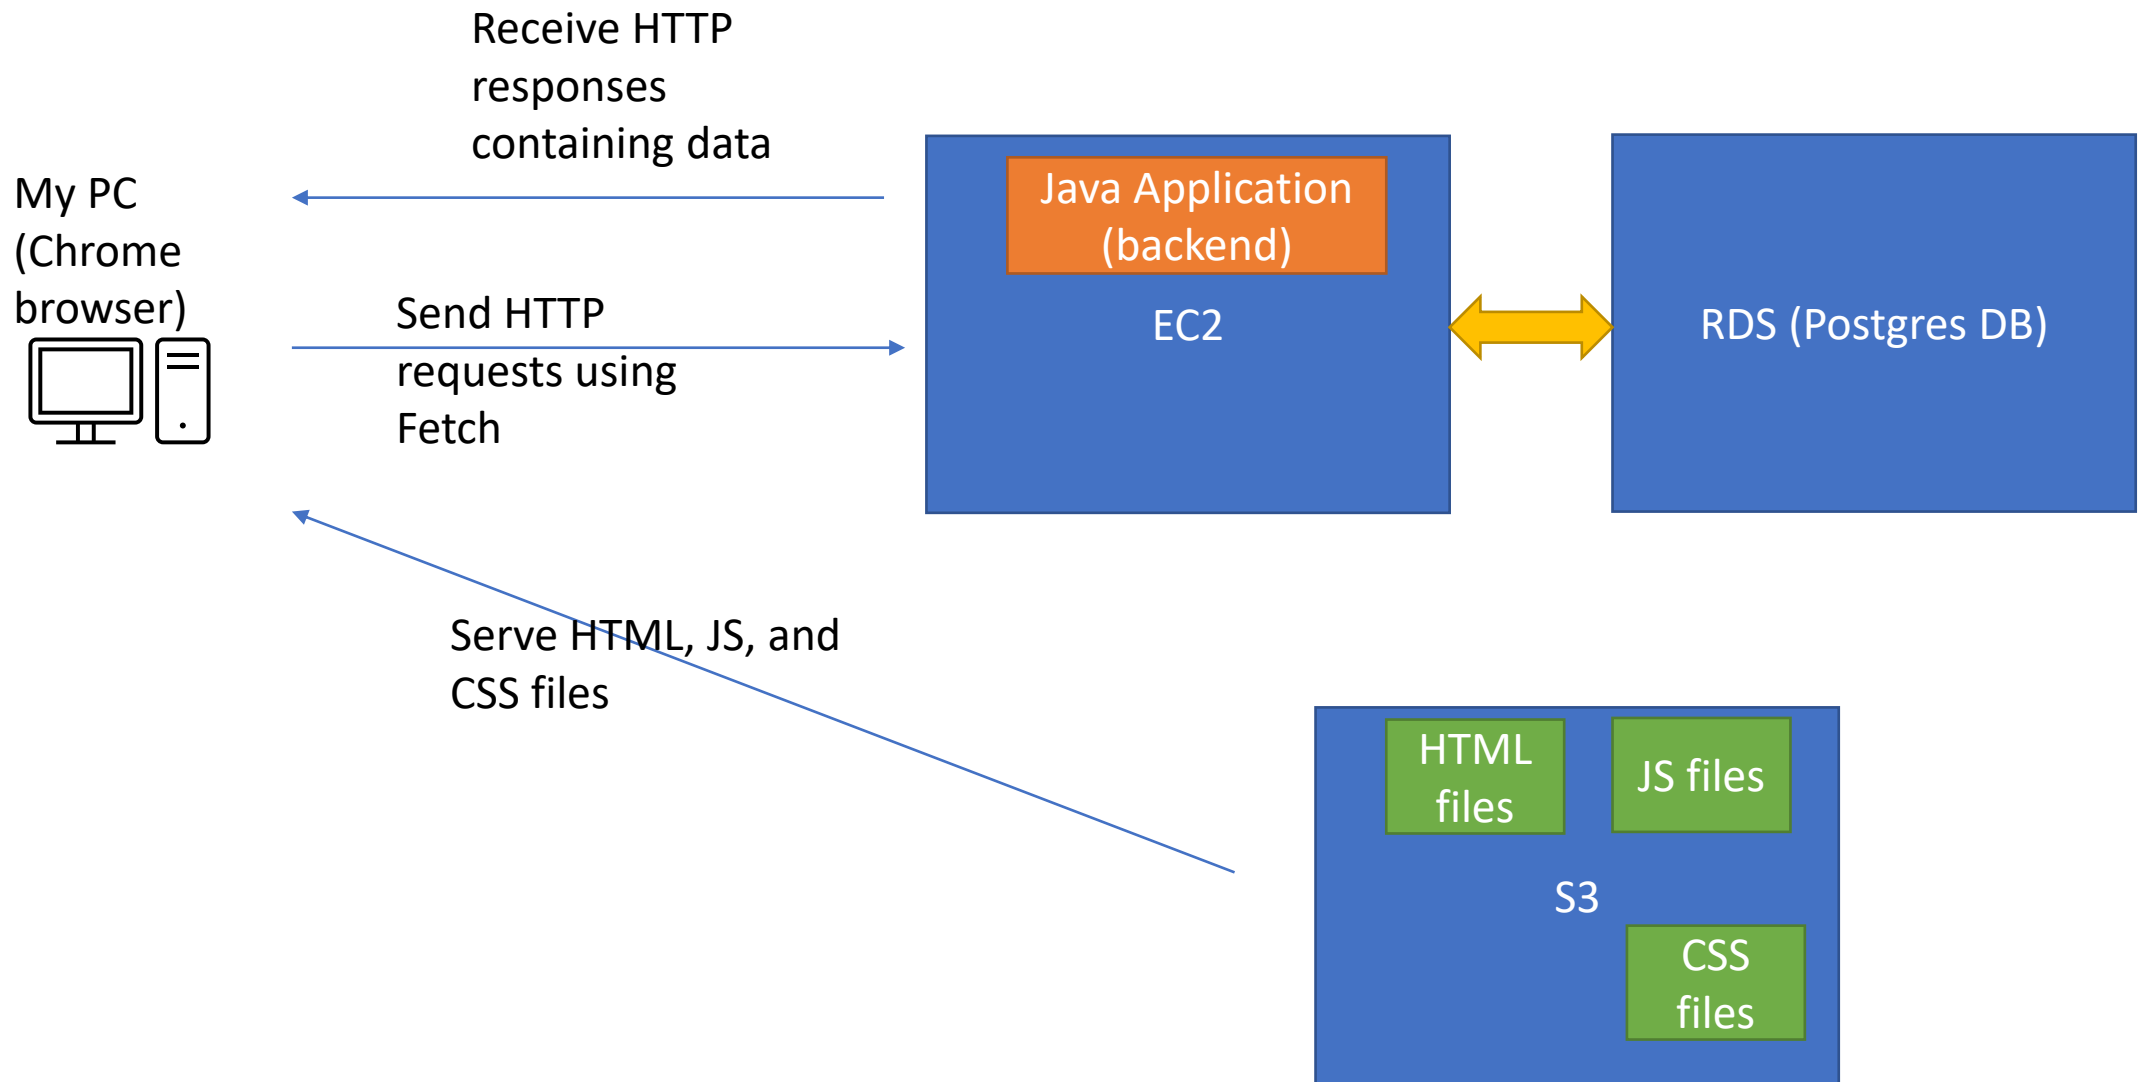 Receive HTTP
responses
containing data
My PC
(Chrome
browser)
Send HTTP
requests using
Fetch
Java Application
(backend)
EC2
RDS (Postgres DB)
Serve HTML, JS, and
CSS files
HTML
files
JS files
S3
CSS
files